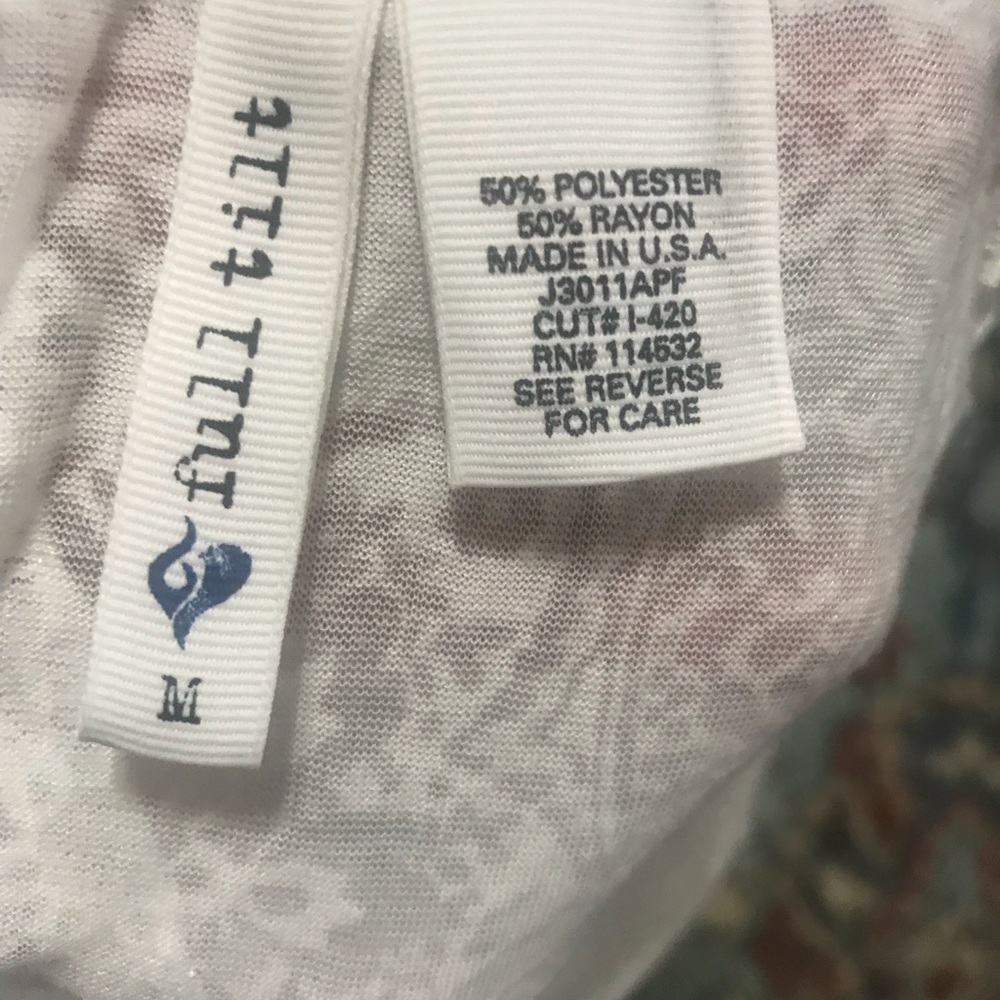 full tilt
M
50% POLYESTER
50% RAYON
MADE IN U.S.A.
J3011APF
CUT# I-420
RN# 114532
SEE REVERSE
FOR CARE